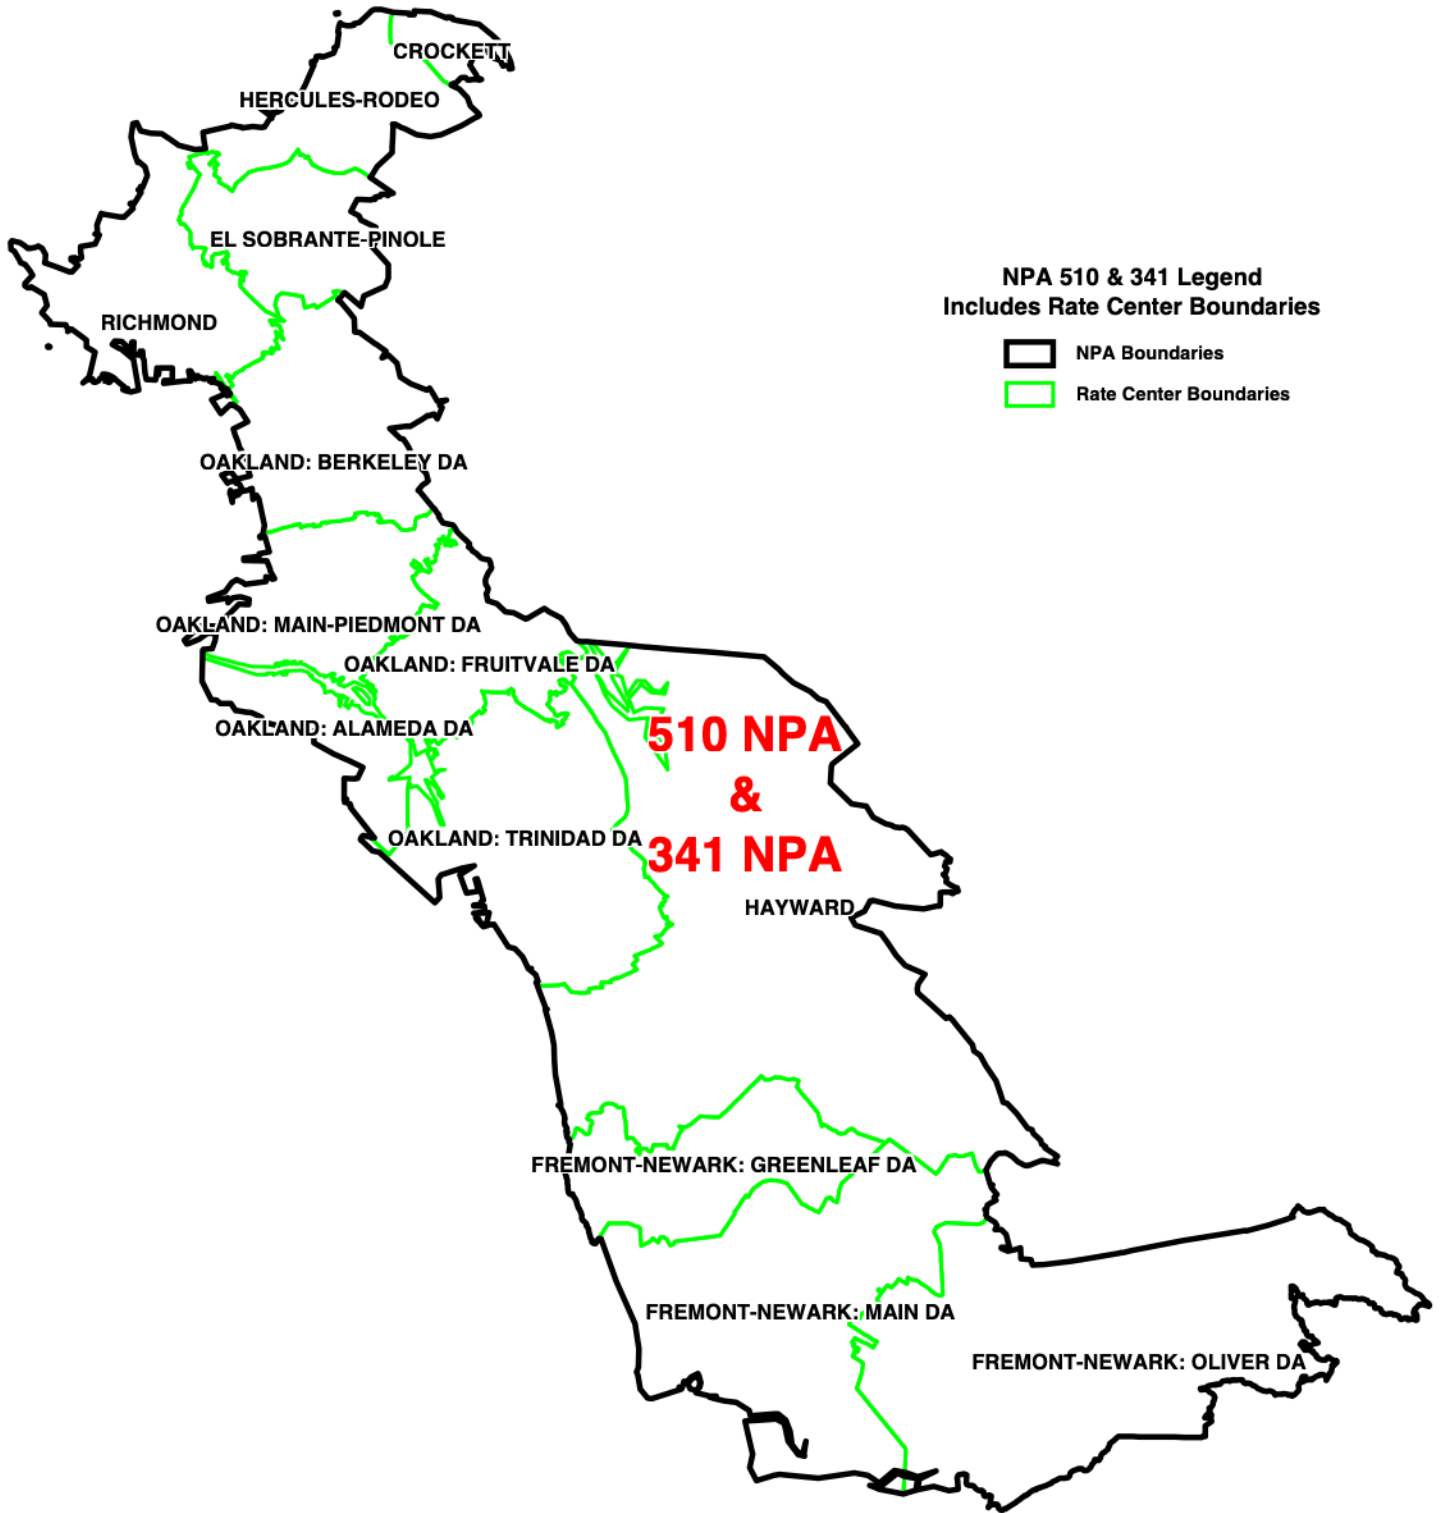 CROCKETT
HERCULES-RODEO
EL SOBRANTE-PINOLE
NPA 510 & 341 Legend
Includes Rate Center Boundaries
NPA Boundaries
Rate Center Boundaries
RICHMOND
OAKLAND: BERKELEY DA
OAKLAND: MAIN-PIEDMONT DA
OAKLAND: FRUITVALE DA
OAKLAND: ALAMEDA DA
510 NPA
&
341 NPA
OAKLAND: TRINIDAD DA
HAYWARD
FREMONT-NEWARK: GREENLEAF DA
FREMONT-NEWARK: MAIN DA
FREMONT-NEWARK: OLIVER DA